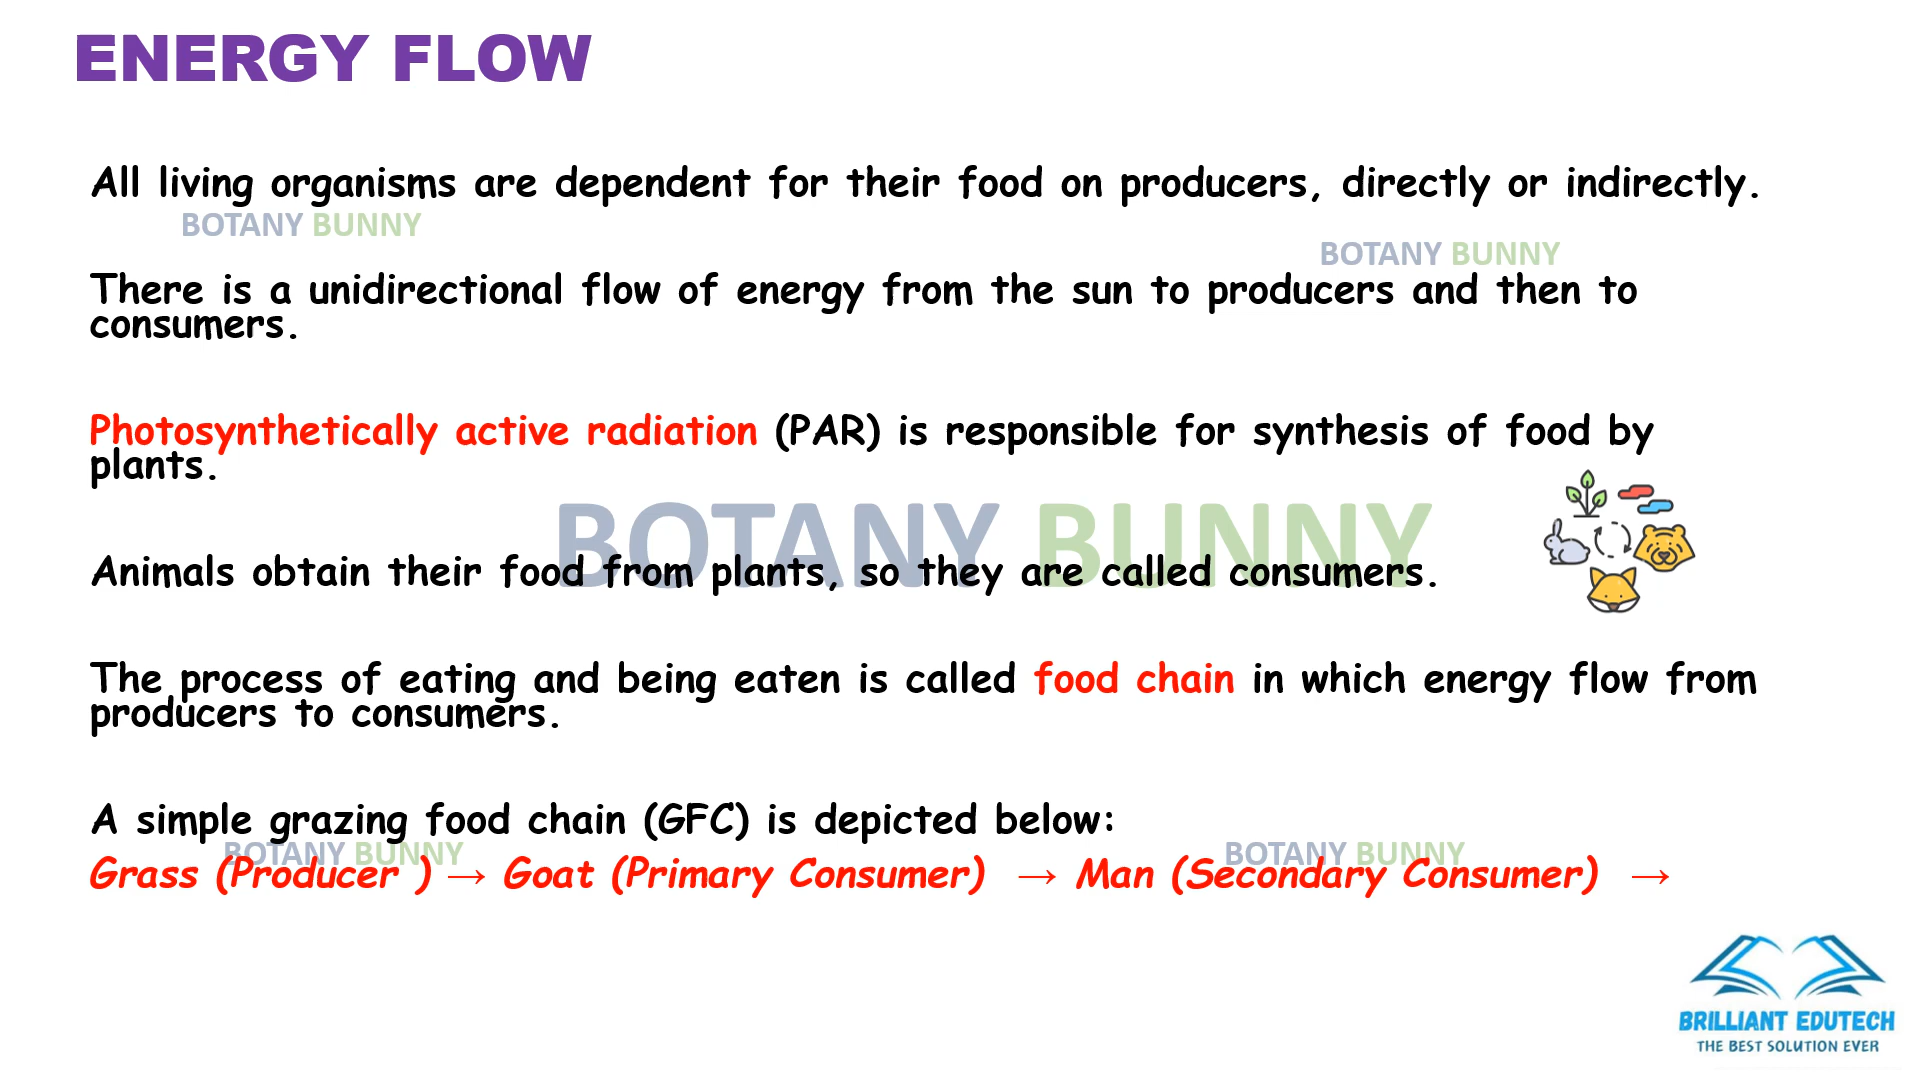 ENERGY FLOW
All living organisms are dependent for their food on producers, directly or indirectly.
BOTANY BUNNY
BOTANY BUNNY
There is a unidirectional flow of energy from the sun to producers and then to
consumers.
Photosynthetically active radiation (PAR) is responsible for synthesis of food by
plants.
BOTANY BUNNY
Animals obtain their food from plants, so they are called consumers.
The process of eating and being eaten is called food chain in which energy flow from
producers to consumers.
A simple grazing food chain (GFC) is depicted below:
BOTANY BUNNY
BOTANY BUNNY
Grass (Producer ) → Goat (Primary Consumer) → Man (Secondary Consumer) →
BRILLIANT EDUTECH
THE BEST SOLUTION EVER